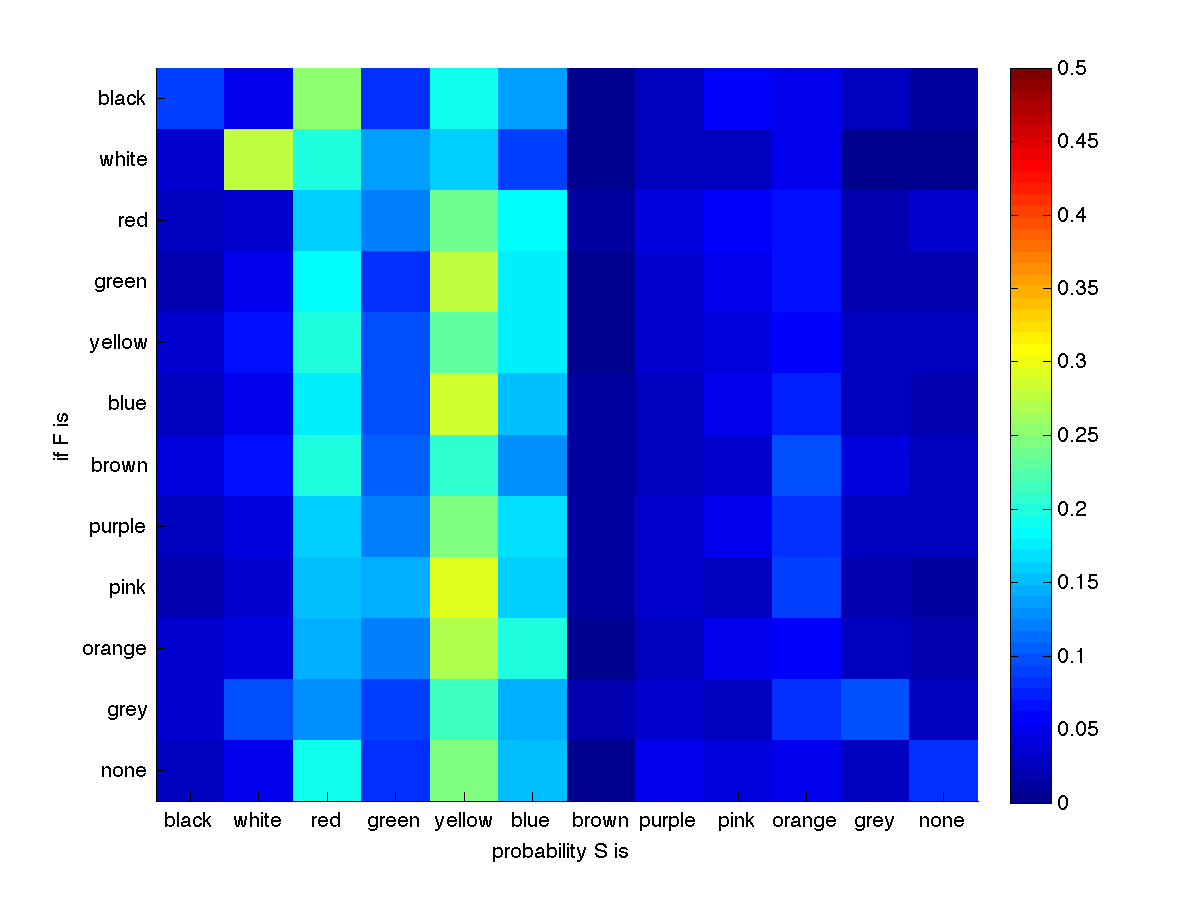 black
white
red
green
yellow
blue
brown
purple
pink
orange
grey
none
if F is
black white red green yellow blue brown purple pink orange grey none
probability S is
0.5
0.45
0.4
0.35
0.3
0.25
0.2
0.15
0.1
0.05
0